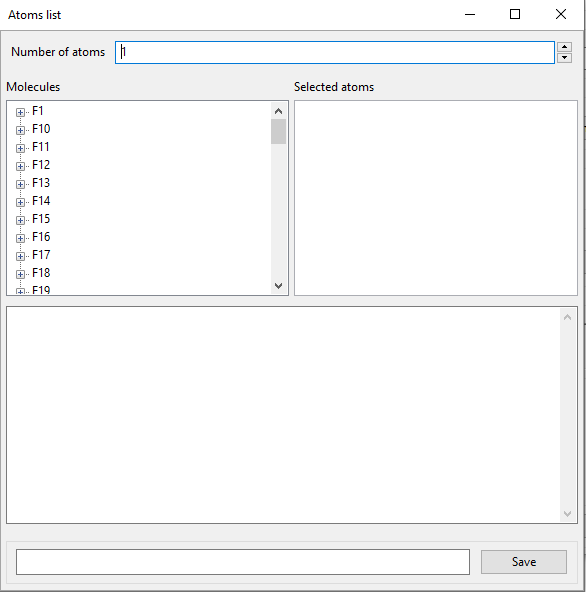 Atoms list
Number of atoms 1
Molecules
Selected atoms
F1
F10
F11
F12
F13
F14
F15
F16
F17
F18
F19
Save